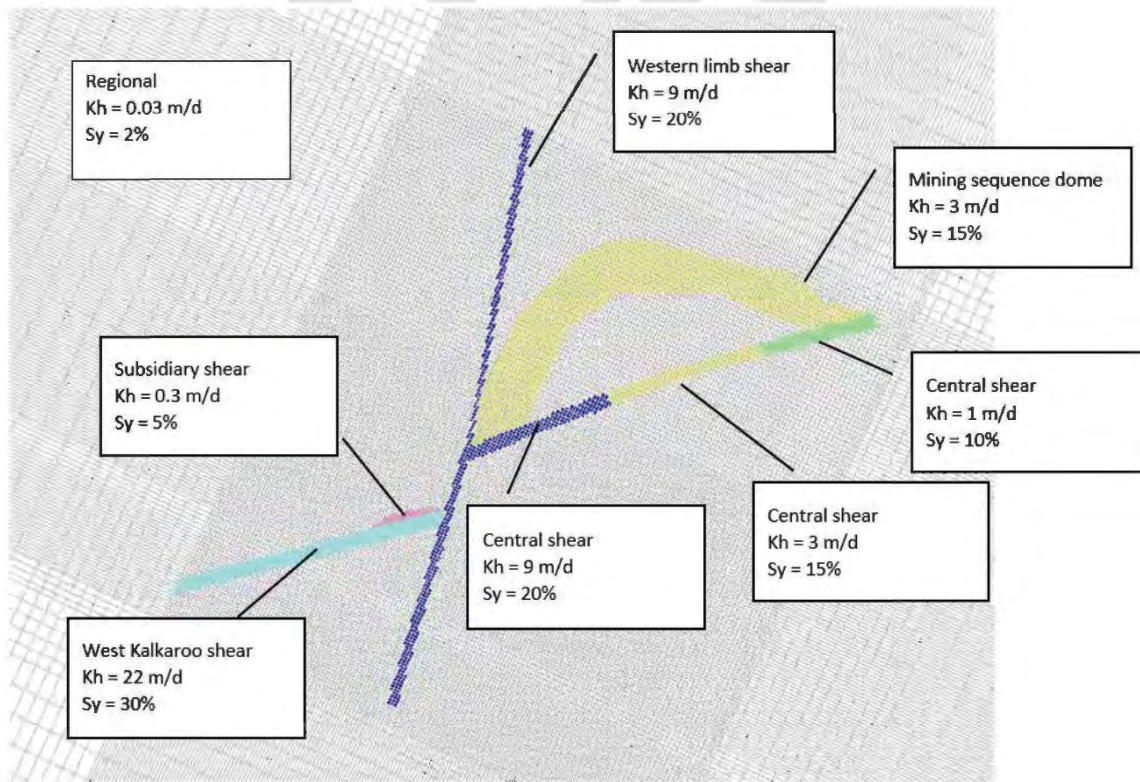 Regional
Kh = 0.03 m/d
Sy = 2%
Western limb shear
Kh = 9 m/d
Sy = 20%
Mining sequence dome
Kh = 3 m/d
Sy = 15%
Subsidiary shear
Kh = 0.3 m/d
Sy = 5%
Central shear
Kh = 1 m/d
Sy = 10%
Central shear
Kh = 9 m/d
Sy = 20%
Central shear
Kh = 3 m/d
Sy = 15%
West Kalkaroo shear
Kh = 22 m/d
Sy = 30%